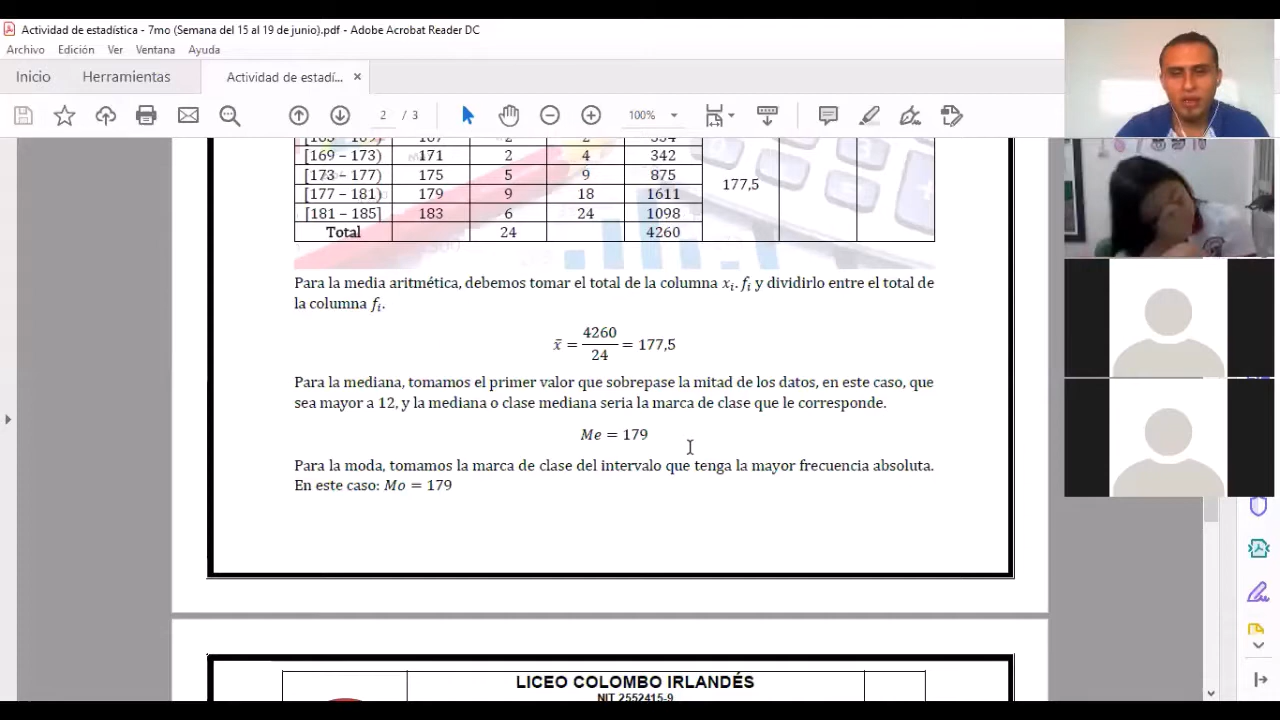 Actividad de estadística - 7mo (Semana del 15 al 19 de junio).pdf - Adobe Acrobat Reader DC
Archivo Edición Ver Ventana Ayuda
Inicio Herramientas Actividad de estadí... ×
2 / 3 100%
[169 – 173) 171 2 4 342
[173 – 177) 175 5 9 875
177,5
[177 – 181) 179 9 18 1611
[181 – 185] 183 6 24 1098
Total 24 4260
Para la media aritmética, debemos tomar el total de la columna xᵢ. fᵢ y dividirlo entre el total de
la columna fᵢ.
x̄ = 4260/24 = 177,5
Para la mediana, tomamos el primer valor que sobrepase la mitad de los datos, en este caso, que
sea mayor a 12, y la mediana o clase mediana seria la marca de clase que le corresponde.
Me = 179
Para la moda, tomamos la marca de clase del intervalo que tenga la mayor frecuencia absoluta.
En este caso: Mo = 179
LICEO COLOMBO IRLANDÉS
NIT 2552415-9